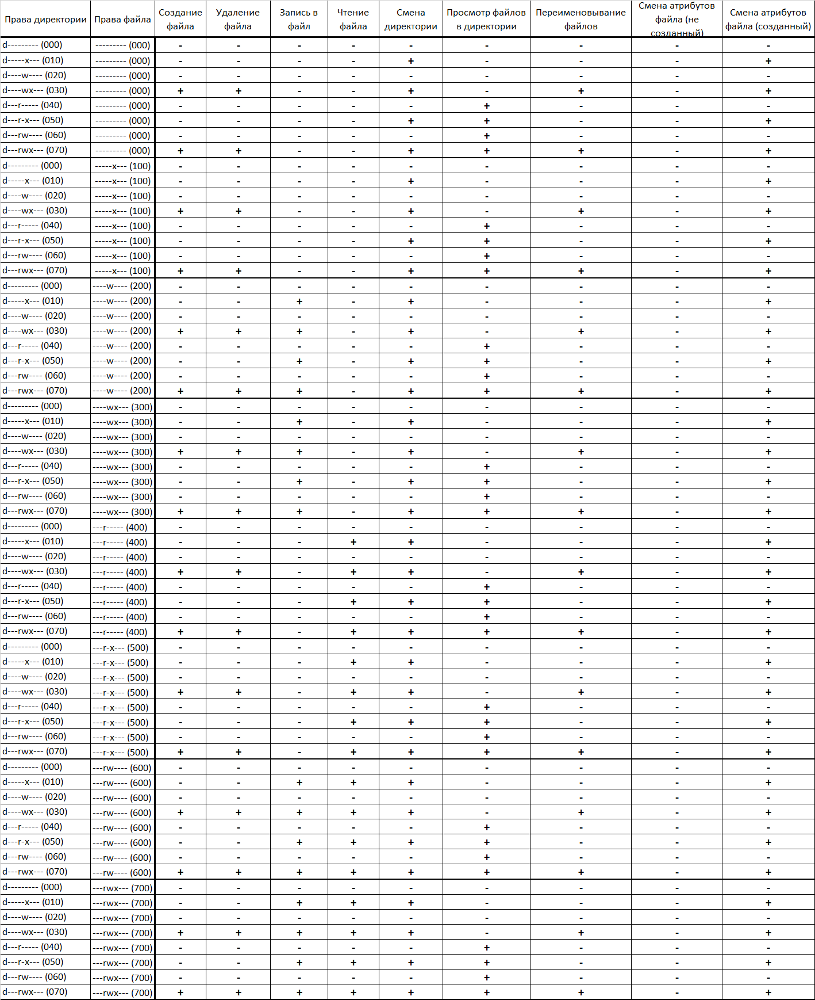 Права директории Права файла Создание файла Удаление файла Запись в файл Чтение файла Смена директории Просмотр файлов в директории Переименовывание файлов Смена атрибутов файла (не созданный) Смена атрибутов файла (созданный)
d--------- (000) --------- (000) - - - - - - - - -
d-----x--- (010) --------- (000) - - - - + - - - +
d----w---- (020) --------- (000) - - - - - - - - -
d----wx--- (030) --------- (000) + + - - + - + - +
d---r----- (040) --------- (000) - - - - - + - - -
d---r-x--- (050) --------- (000) - - - - + + - - +
d---rw---- (060) --------- (000) - - - - - + - - -
d---rwx--- (070) --------- (000) + + - - + + + - +
d--------- (000) -----x--- (100) - - - - - - - - -
d-----x--- (010) -----x--- (100) - - - - + - - - +
d----w---- (020) -----x--- (100) - - - - - - - - -
d----wx--- (030) -----x--- (100) + + - - + - + - +
d---r----- (040) -----x--- (100) - - - - - + - - -
d---r-x--- (050) -----x--- (100) - - - - + + - - +
d---rw---- (060) -----x--- (100) - - - - - + - - -
d---rwx--- (070) -----x--- (100) + + - - + + + - +
d--------- (000) ----w---- (200) - - - - - - - - -
d-----x--- (010) ----w---- (200) - - + - + - - - +
d----w---- (020) ----w---- (200) - - - - - - - - -
d----wx--- (030) ----w---- (200) + + + - + - + - +
d---r----- (040) ----w---- (200) - - - - - + - - -
d---r-x--- (050) ----w---- (200) - - + - + + - - +
d---rw---- (060) ----w---- (200) - - - - - + - - -
d---rwx--- (070) ----w---- (200) + + + - + + + - +
d--------- (000) ----wx--- (300) - - - - - - - - -
d-----x--- (010) ----wx--- (300) - - + - + - - - +
d----w---- (020) ----wx--- (300) - - - - - - - - -
d----wx--- (030) ----wx--- (300) + + + - + - + - +
d---r----- (040) ----wx--- (300) - - - - - + - - -
d---r-x--- (050) ----wx--- (300) - - + - + + - - +
d---rw---- (060) ----wx--- (300) - - - - - + - - -
d---rwx--- (070) ----wx--- (300) + + + - + + + - +
d--------- (000) ---r----- (400) - - - - - - - - -
d-----x--- (010) ---r----- (400) - - - + + - - - +
d----w---- (020) ---r----- (400) - - - - - - - - -
d----wx--- (030) ---r----- (400) + + - + + - + - +
d---r----- (040) ---r----- (400) - - - - - + - - -
d---r-x--- (050) ---r----- (400) - - - + + + - - +
d---rw---- (060) ---r----- (400) - - - - - + - - -
d---rwx--- (070) ---r----- (400) + + - + + + + - +
d--------- (000) ---r-x--- (500) - - - - - - - - -
d-----x--- (010) ---r-x--- (500) - - - + + - - - +
d----w---- (020) ---r-x--- (500) - - - - - - - - -
d----wx--- (030) ---r-x--- (500) + + - + + - + - +
d---r----- (040) ---r-x--- (500) - - - - - + - - -
d---r-x--- (050) ---r-x--- (500) - - - + + + - - +
d---rw---- (060) ---r-x--- (500) - - - - - + - - -
d---rwx--- (070) ---r-x--- (500) + + - + + + + - +
d--------- (000) ---rw---- (600) - - - - - - - - -
d-----x--- (010) ---rw---- (600) - - + + + - - - +
d----w---- (020) ---rw---- (600) - - - - - - - - -
d----wx--- (030) ---rw---- (600) + + + + + - + - +
d---r----- (040) ---rw---- (600) - - - - - + - - -
d---r-x--- (050) ---rw---- (600) - - + + + + - - +
d---rw---- (060) ---rw---- (600) - - - - - + - - -
d---rwx--- (070) ---rw---- (600) + + + + + + + - +
d--------- (000) ---rwx--- (700) - - - - - - - - -
d-----x--- (010) ---rwx--- (700) - - + + + - - - +
d----w---- (020) ---rwx--- (700) - - - - - - - - -
d----wx--- (030) ---rwx--- (700) + + + + + - + - +
d---r----- (040) ---rwx--- (700) - - - - - + - - -
d---r-x--- (050) ---rwx--- (700) - - + + + + - - +
d---rw---- (060) ---rwx--- (700) - - - - - + - - -
d---rwx--- (070) ---rwx--- (700) + + + + + + + - +